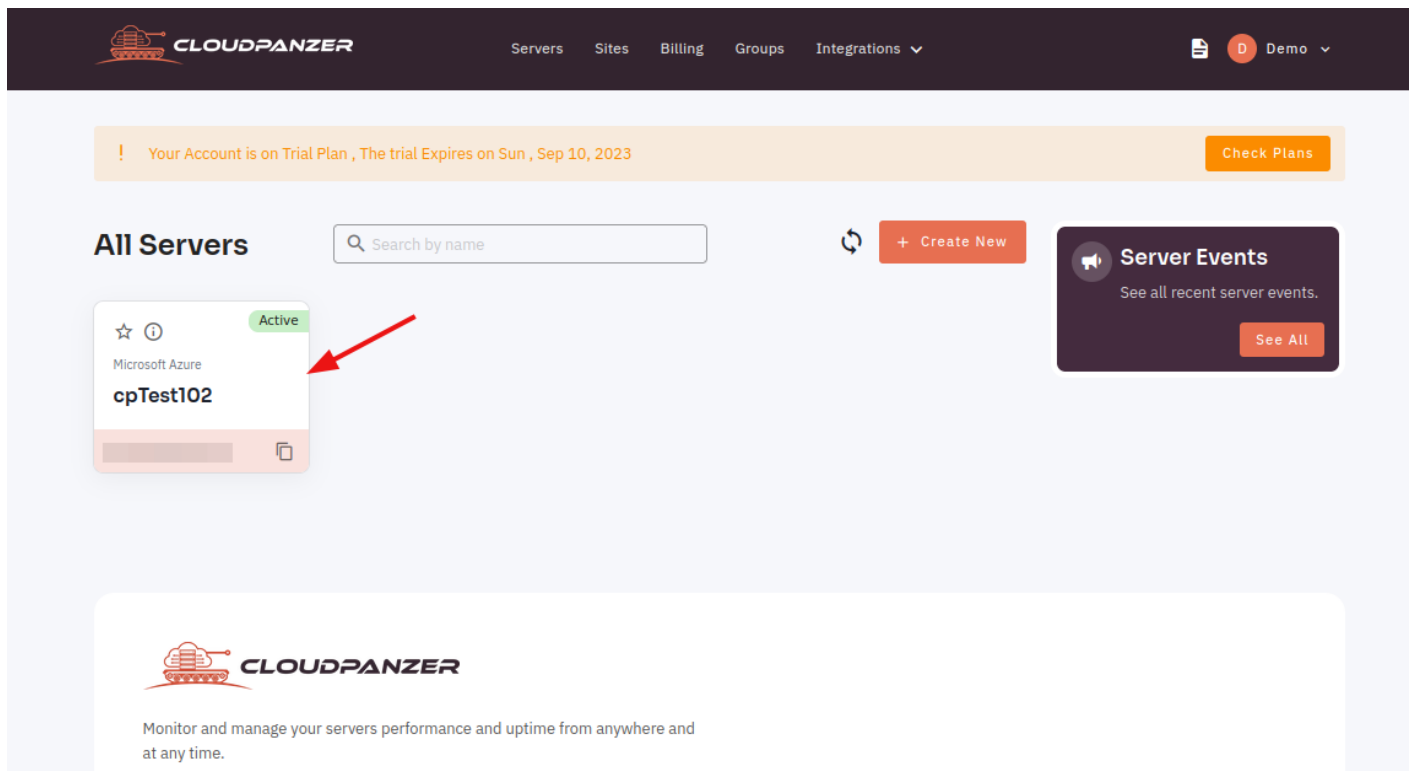 CLOUDPANZER
Servers Sites Billing Groups Integrations
D Demo
! Your Account is on Trial Plan , The trial Expires on Sun , Sep 10, 2023
Check Plans
All Servers
Search by name
+ Create New
Server Events
See all recent server events.
See All
Active
Microsoft Azure
cpTest102
CLOUDPANZER
Monitor and manage your servers performance and uptime from anywhere and
at any time.